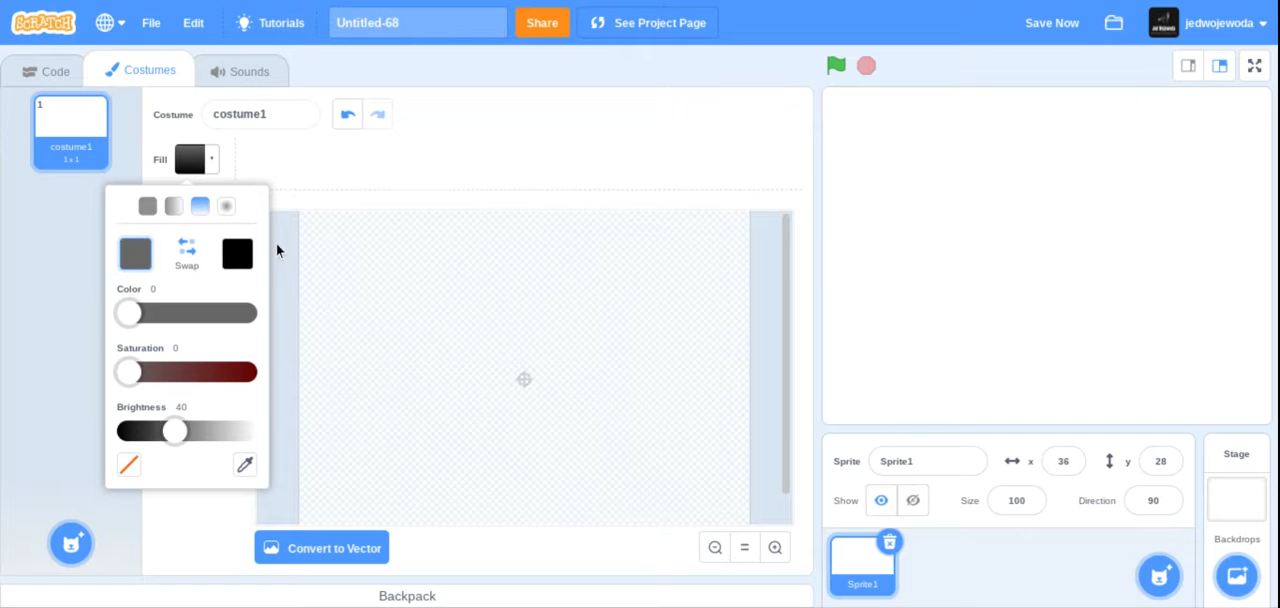 SCRATCH File Edit Tutorials Untitled-68 Share See Project Page Save Now jedwojewoda
Code Costumes Sounds
1
costume1
1 x 1
Costume costume1
Fill
Swap
Color 0
Saturation 0
Brightness 40
Convert to Vector
Backpack
Sprite Sprite1 x 36 y 28
Show Size 100 Direction 90
Sprite1
Stage
Backdrops